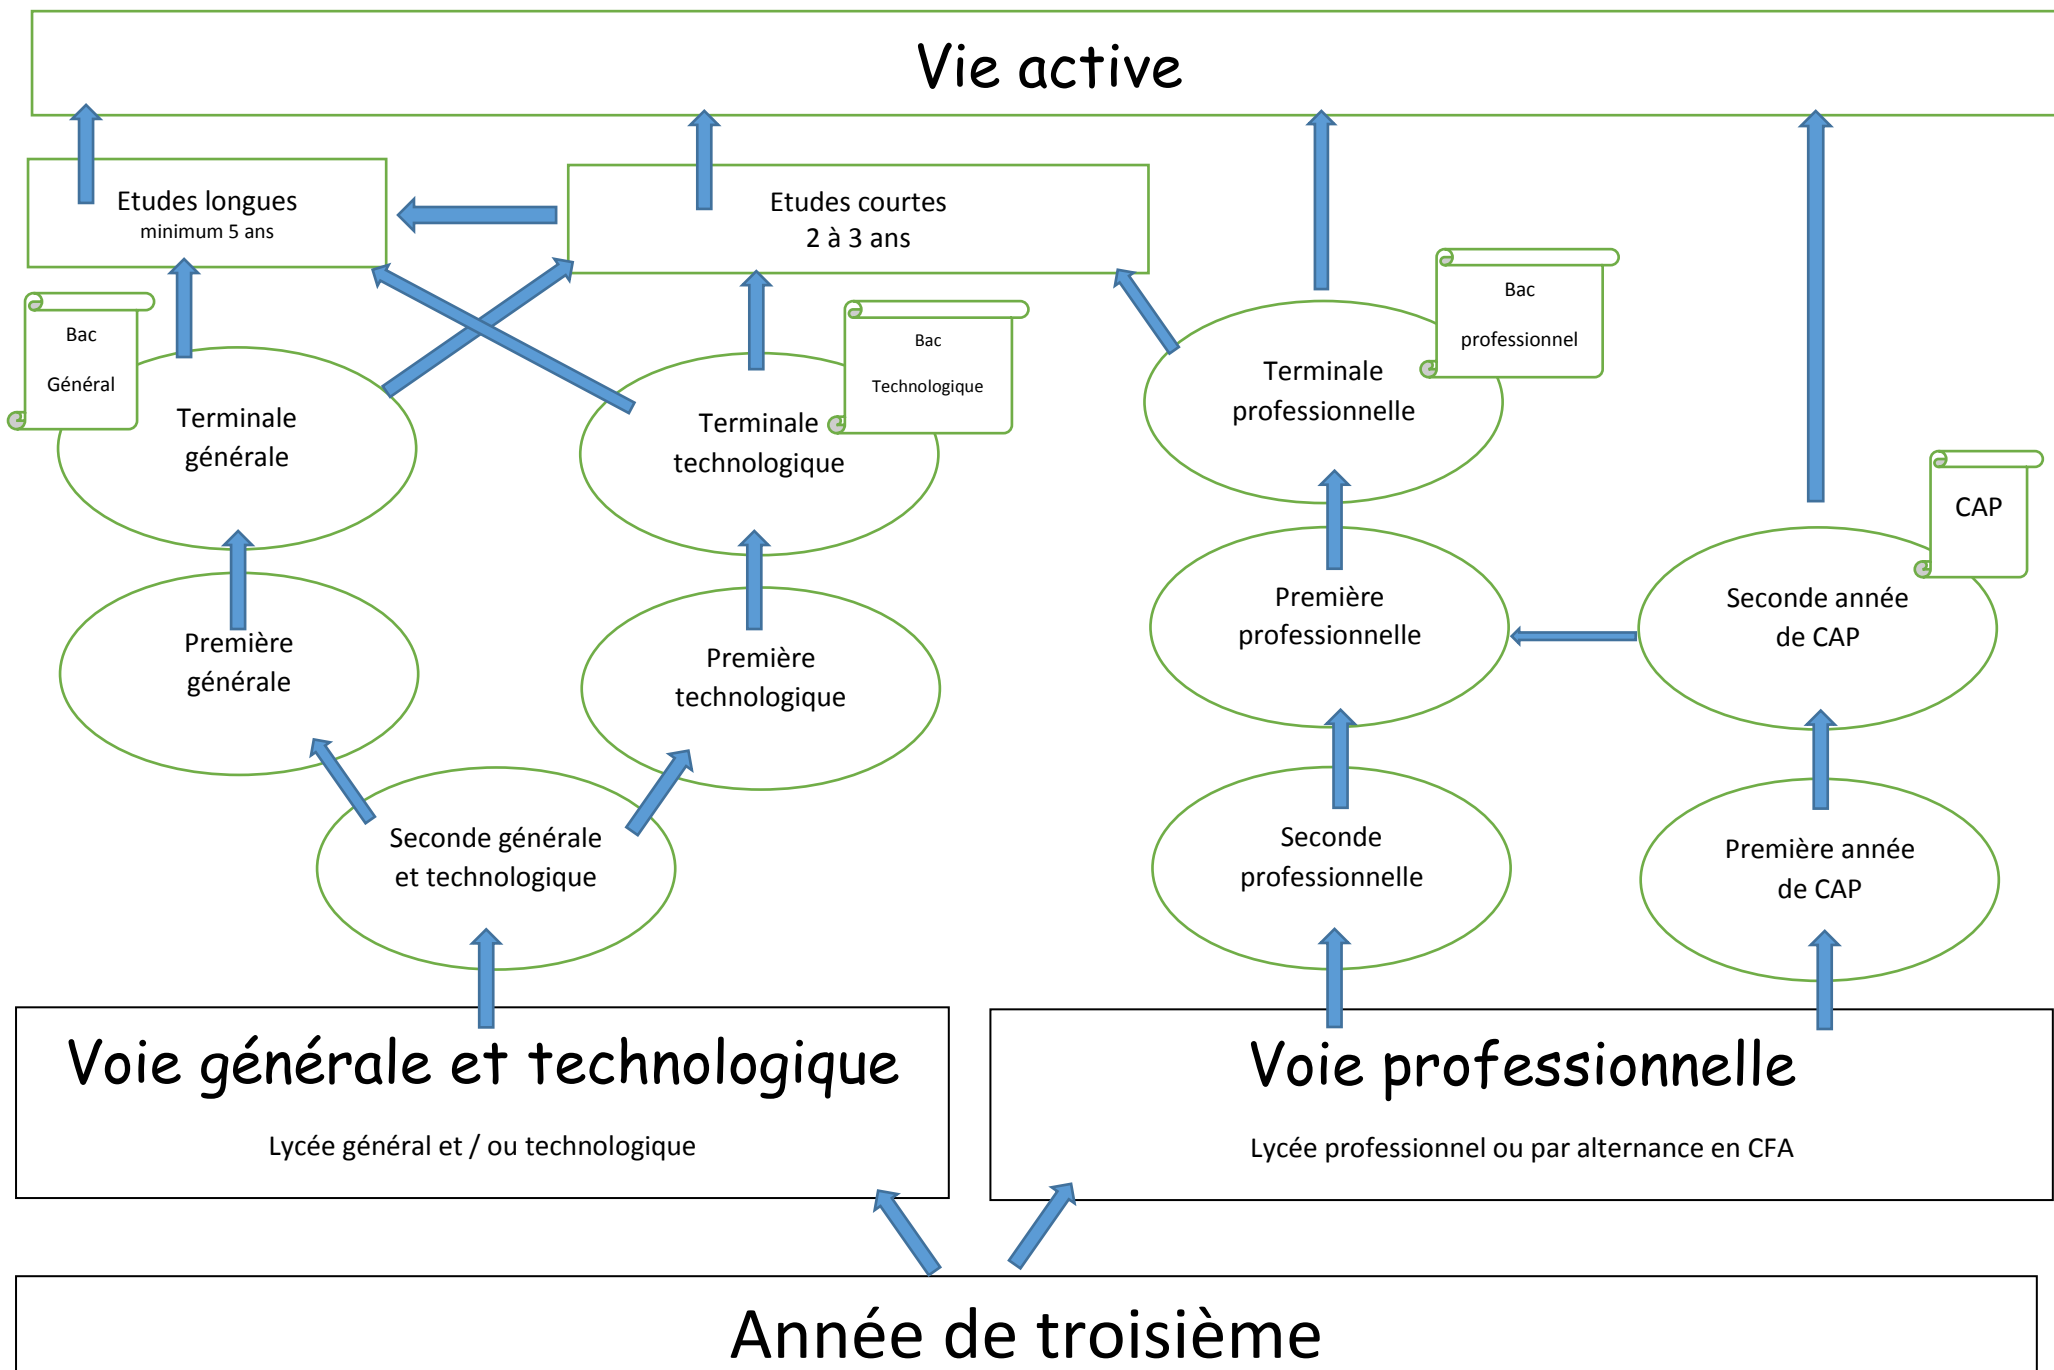 Vie active
Etudes longues
minimum 5 ans
Etudes courtes
2 à 3 ans
Bac
Général
Bac
Technologique
Bac
professionnel
Terminale
générale
Terminale
technologique
Terminale
professionnelle
CAP
Première
générale
Première
technologique
Première
professionnelle
Seconde année
de CAP
Seconde générale
et technologique
Seconde
professionnelle
Première année
de CAP
Voie générale et technologique
Lycée général et / ou technologique
Voie professionnelle
Lycée professionnel ou par alternance en CFA
Année de troisième